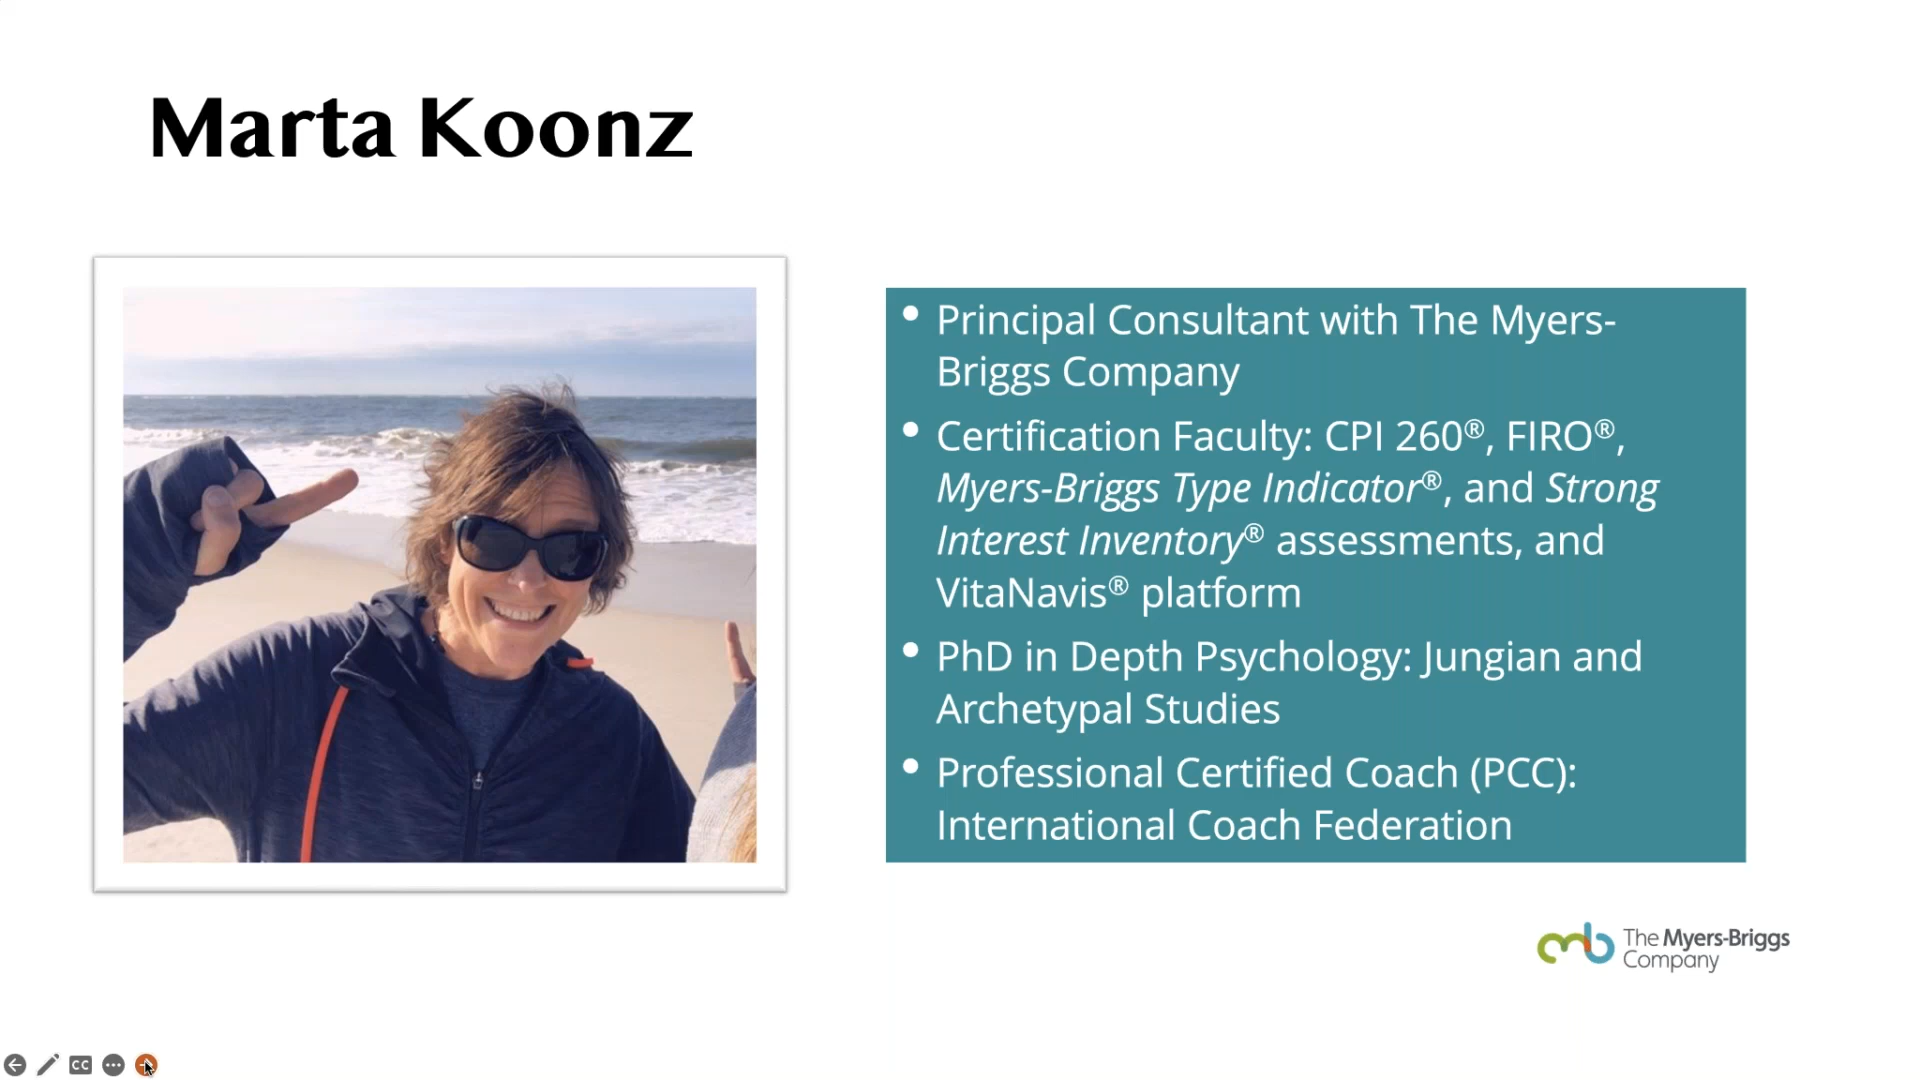 Marta Koonz
• Principal Consultant with The Myers-
Briggs Company
• Certification Faculty: CPI 260®, FIRO®,
Myers-Briggs Type Indicator®, and Strong
Interest Inventory® assessments, and
VitaNavis® platform
• PhD in Depth Psychology: Jungian and
Archetypal Studies
• Professional Certified Coach (PCC):
International Coach Federation
mb
The Myers-Briggs
Company
CC